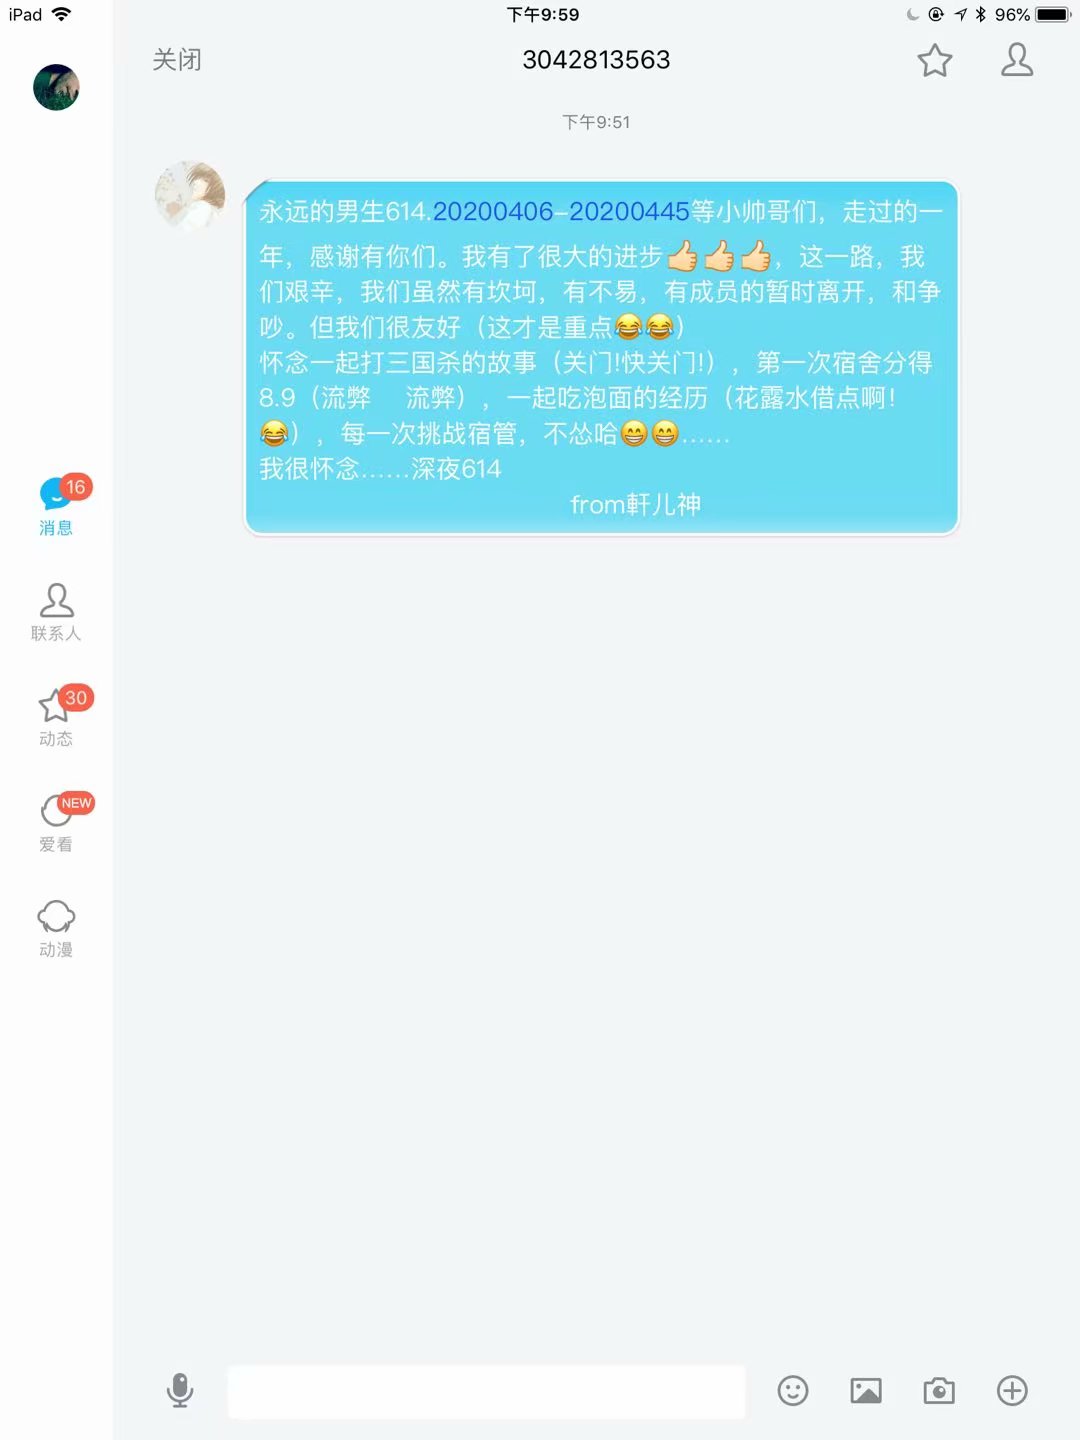 iPad 下午9:59 96%
关闭 3042813563
下午9:51
永远的男生614.20200406-20200445等小帅哥们，走过的一
年，感谢有你们。我有了很大的进步👍🏻👍🏻👍🏻，这一路，我
们艰辛，我们虽然有坎坷，有不易，有成员的暂时离开，和争
吵。但我们很友好（这才是重点😂😂）
怀念一起打三国杀的故事（关门!快关门!），第一次宿舍分得
8.9（流弊　流弊），一起吃泡面的经历（花露水借点啊！
😂），每一次挑战宿管，不怂哈😁😁……
我很怀念……深夜614
from軒儿神
16
消息
联系人
30
动态
NEW
爱看
动漫